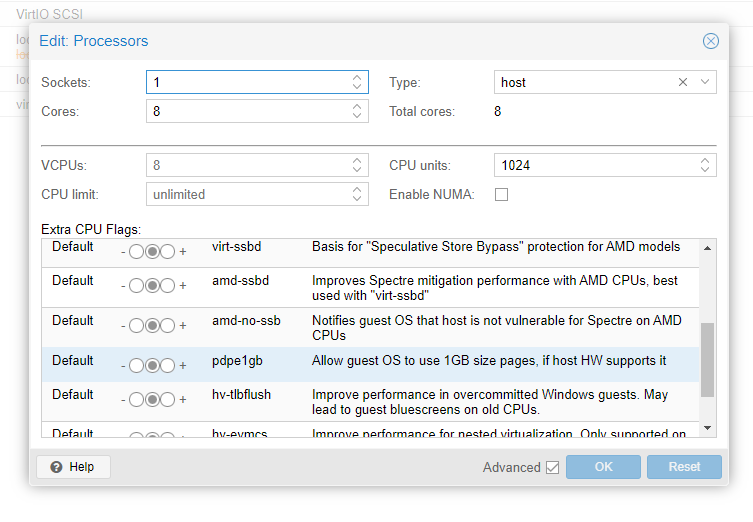 VirtIO SCSI
Edit: Processors
Sockets: 1 Type: host
Cores: 8 Total cores: 8
VCPUs: 8 CPU units: 1024
CPU limit: unlimited Enable NUMA:
Extra CPU Flags:
Default - + virt-ssbd Basis for "Speculative Store Bypass" protection for AMD models
Default - + amd-ssbd Improves Spectre mitigation performance with AMD CPUs, best
used with "virt-ssbd"
Default - + amd-no-ssb Notifies guest OS that host is not vulnerable for Spectre on AMD
CPUs
Default - + pdpe1gb Allow guest OS to use 1GB size pages, if host HW supports it
Default - + hv-tlbflush Improve performance in overcommitted Windows guests. May
lead to guest bluescreens on old CPUs.
Default - + hv-evmcs Improve performance for nested virtualization. Only supported on
Help Advanced OK Reset